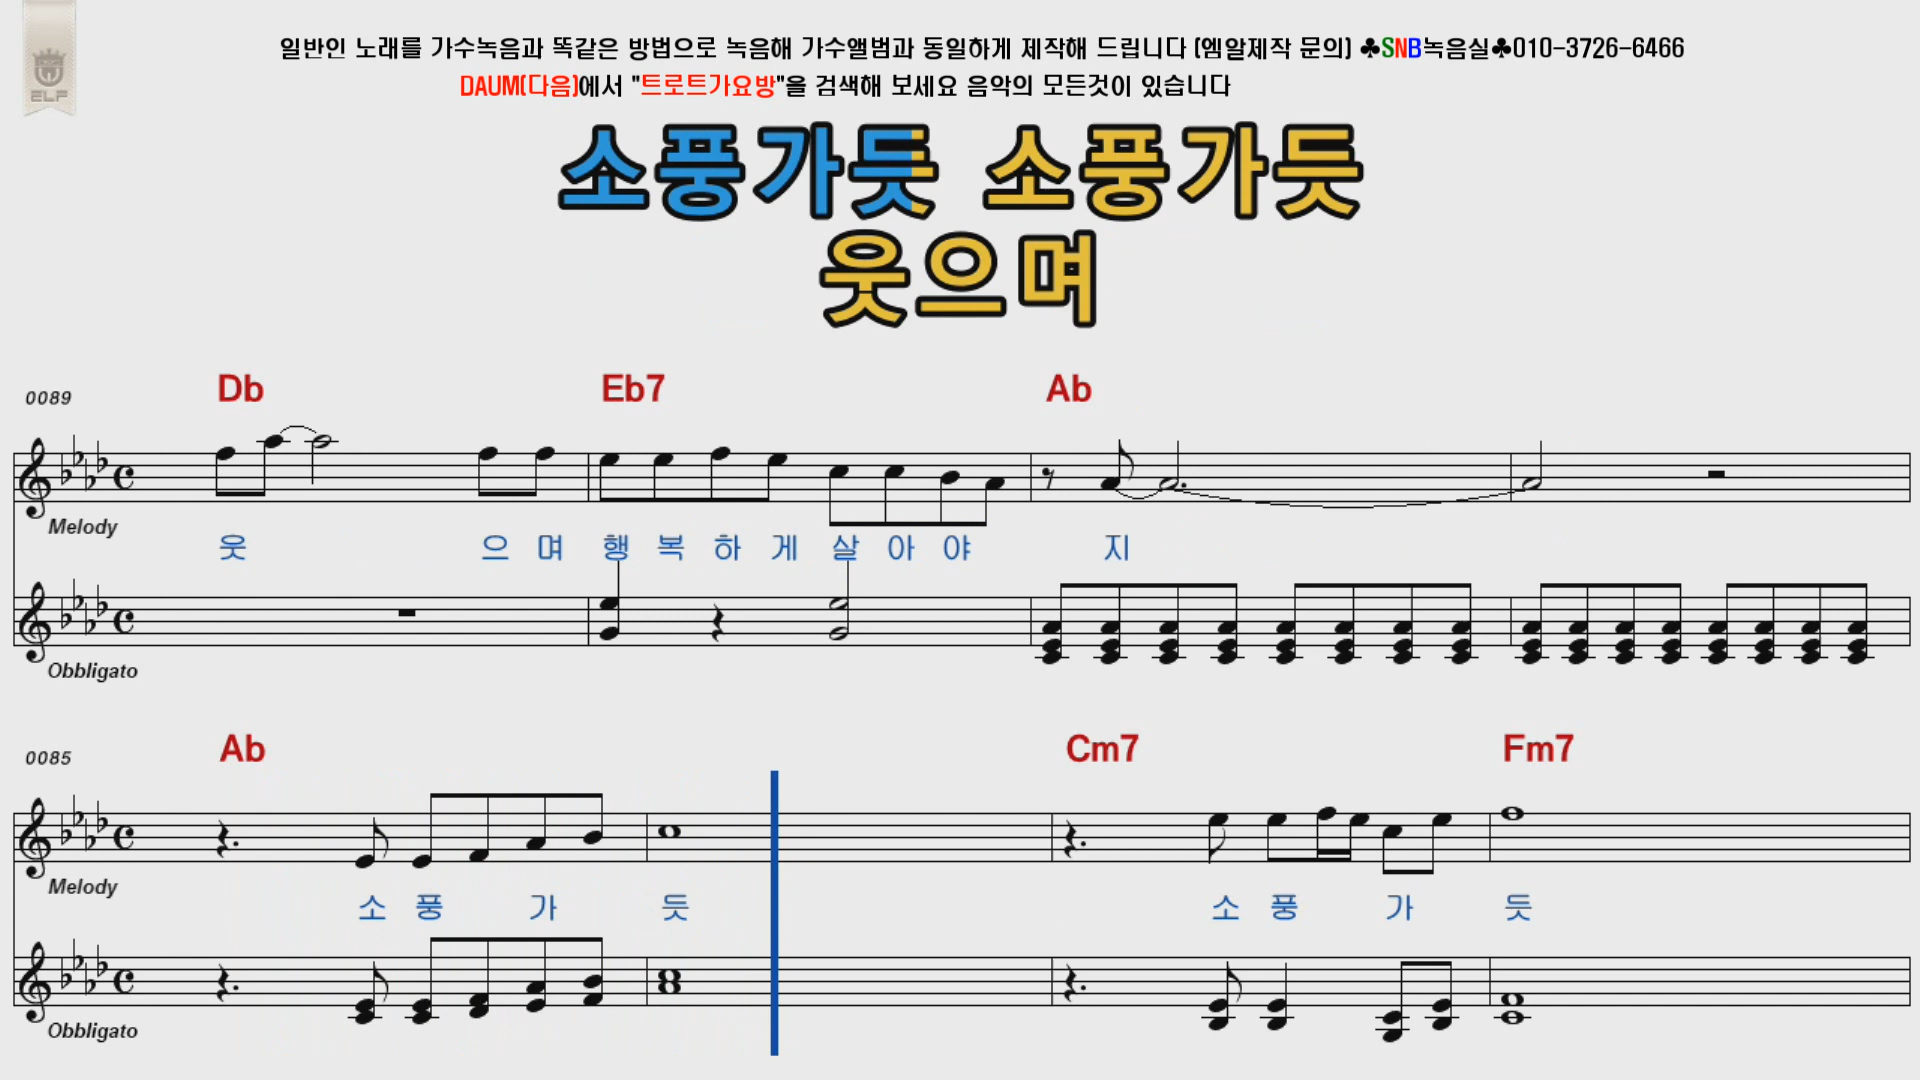 일반인 노래를 가수녹음과 똑같은 방법으로 녹음해 가수앨범과 동일하게 제작해 드립니다 (엠알제작 문의) ♣SNB녹음실♣010-3726-6466
DAUM(다음)에서 "트로트가요방"을 검색해 보세요 음악의 모든것이 있습니다
ELF
소풍가듯 소풍가듯
웃으며
0089 Db Eb7 Ab
Melody
웃 으 며 행 복 하 게 살 아 야 지
Obbligato
0085 Ab Cm7 Fm7
Melody
소 풍 가 듯 소 풍 가 듯
Obbligato